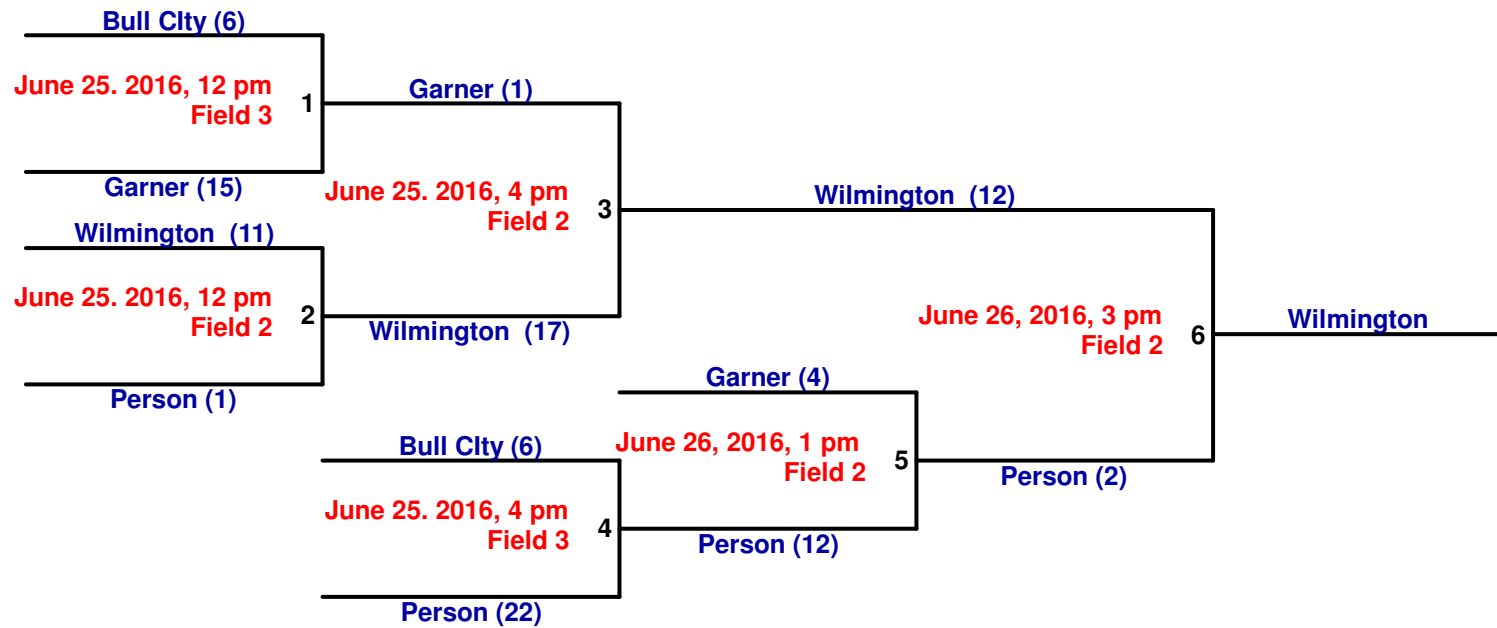 Bull CIty (6)
June 25. 2016, 12 pm
Field 3
1
Garner (15)
Garner (1)
Wilmington  (11)
June 25. 2016, 12 pm
Field 2
2
Person (1)
Wilmington  (17)
June 25. 2016, 4 pm
Field 2
3
Wilmington  (12)
Bull CIty (6)
June 25. 2016, 4 pm
Field 3
4
Person (22)
Garner (4)
June 26, 2016, 1 pm
Field 2
5
Person (12)
Person (2)
June 26, 2016, 3 pm
Field 2
6
Wilmington